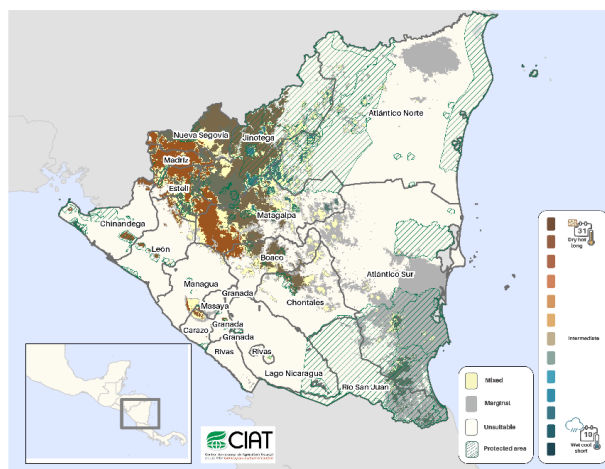 Atlántico Norte
Nueva Segovia
Jinotega
Madriz
Estelí
Matagalpa
Chinandega
León
Boaco
Atlántico Sur
Managua
Granada
Chontales
Masaya
Carazo
Granada
Granada
Rivas
Rivas
Lago Nicaragua
Río San Juan
31
Dry hot
long
Intermediate
19
Wet cool
short
Mixed
Marginal
Unsuitable
Protected area
CIAT